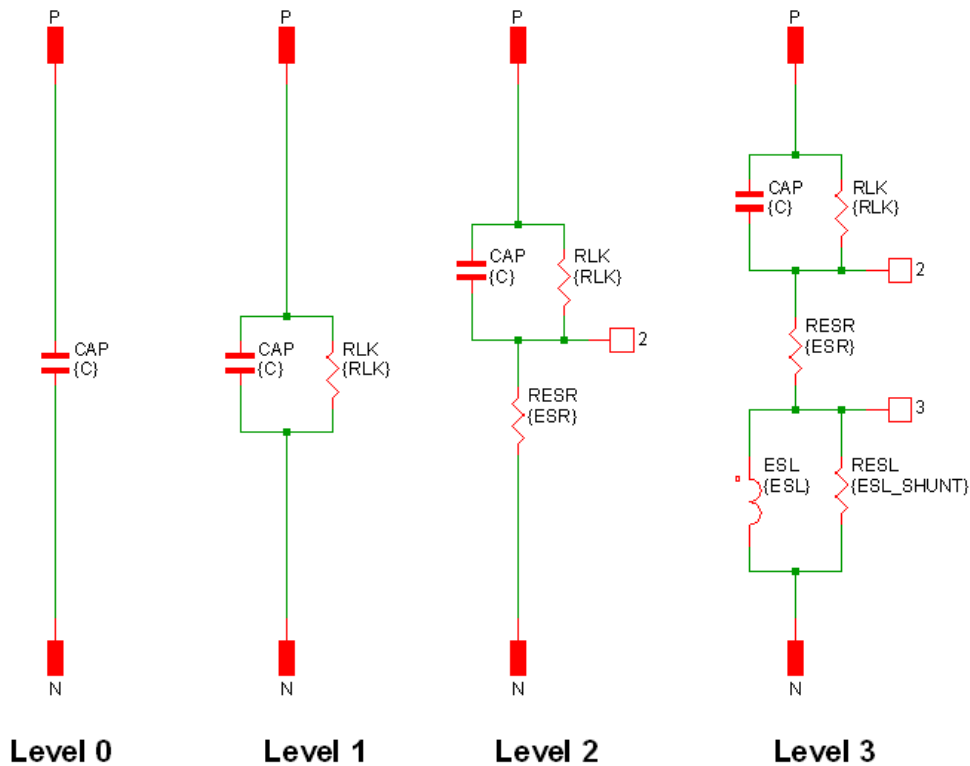 P
CAP
{C}
N
Level 0
P
CAP
{C}
RLK
{RLK}
N
Level 1
P
CAP
{C}
RLK
{RLK}
2
RESR
{ESR}
N
Level 2
P
CAP
{C}
RLK
{RLK}
2
RESR
{ESR}
3
ESL
{ESL}
RESL
{ESL_SHUNT}
N
Level 3